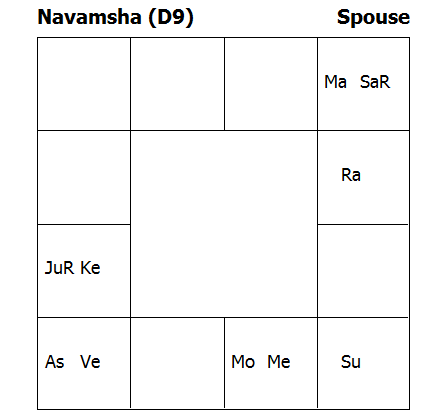 Navamsha (D9) Spouse
Ma SaR
Ra
JuR Ke
As Ve Mo Me Su